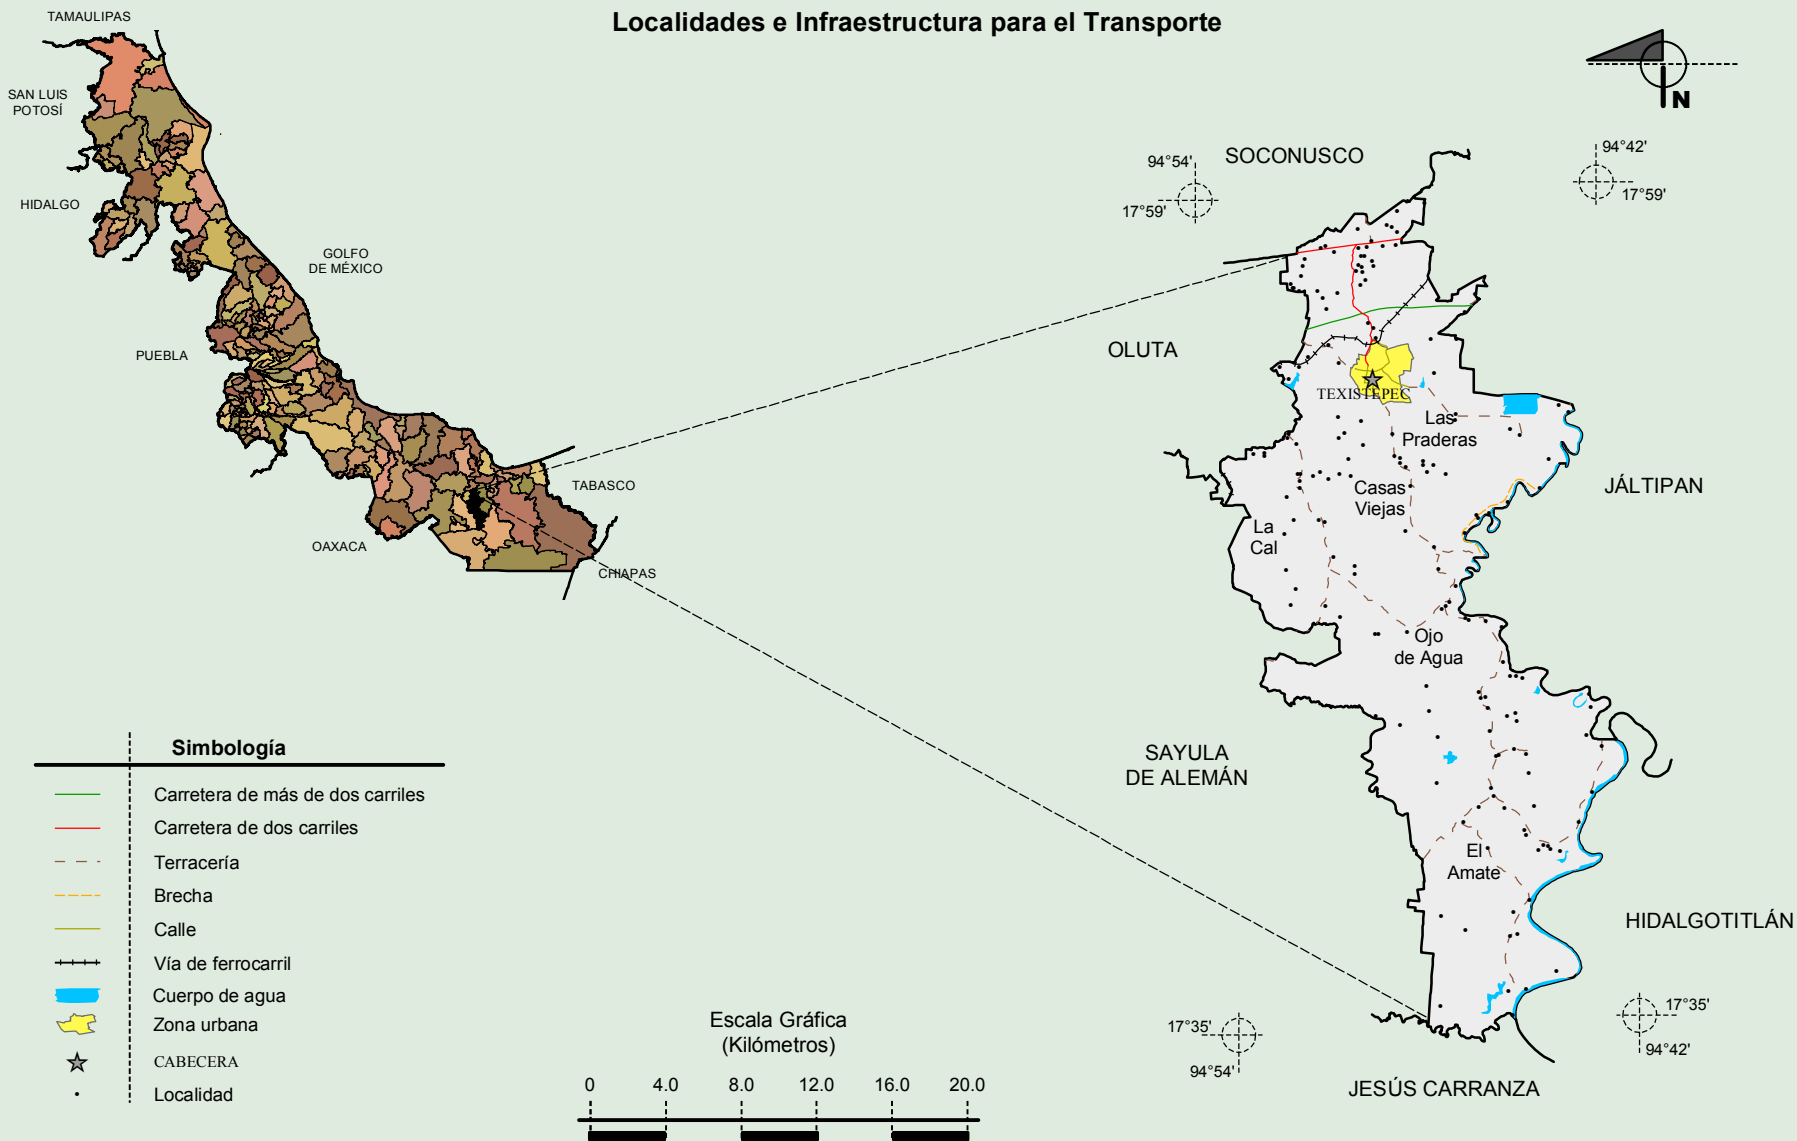 Localidades e Infraestructura para el Transporte
TAMAULIPAS
SAN LUIS
POTOSÍ
HIDALGO
GOLFO
DE MÉXICO
PUEBLA
OAXACA
TABASCO
CHIAPAS
N
94°54'
17°59'
94°42'
17°59'
SOCONUSCO
OLUTA
TEXISTEPEC
Las
Praderas
Casas
Viejas
JÁLTIPAN
La
Cal
Ojo
de Agua
SAYULA
DE ALEMÁN
El
Amate
HIDALGOTITLÁN
17°35'
94°54'
17°35'
94°42'
JESÚS CARRANZA
Simbología
Carretera de más de dos carriles
Carretera de dos carriles
Terracería
Brecha
Calle
Vía de ferrocarril
Cuerpo de agua
Zona urbana
CABECERA
Localidad
Escala Gráfica
(Kilómetros)
0 4.0 8.0 12.0 16.0 20.0